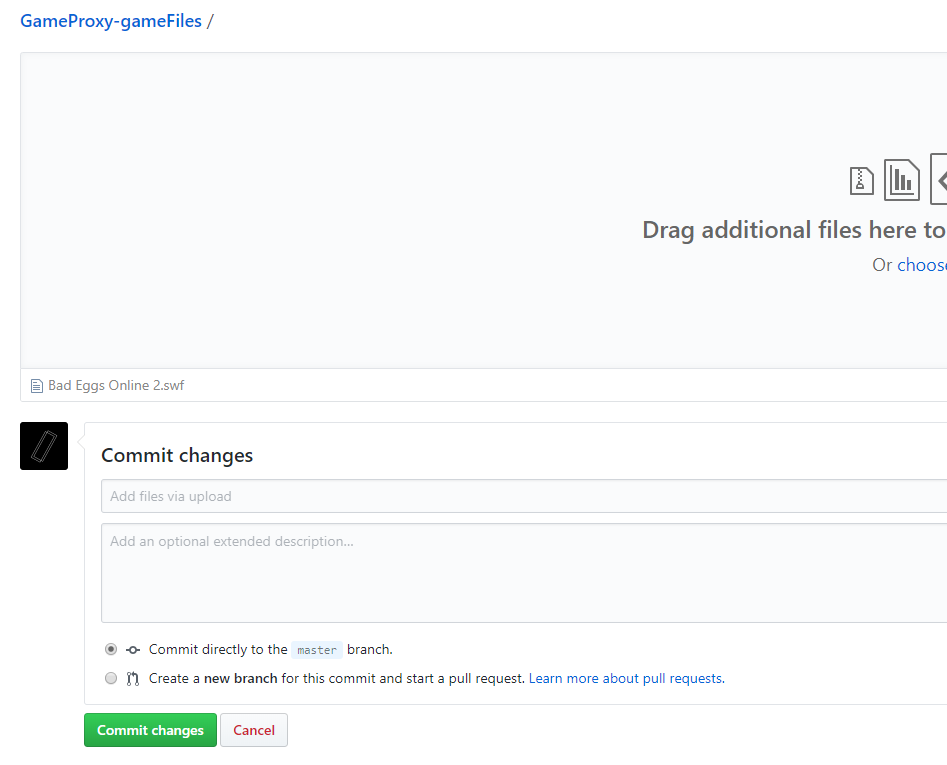 GameProxy-gameFiles /
Drag additional files here to
Or choose
Bad Eggs Online 2.swf
Commit changes
Add files via upload
Add an optional extended description...
Commit directly to the master branch.
Create a new branch for this commit and start a pull request. Learn more about pull requests.
Commit changes Cancel